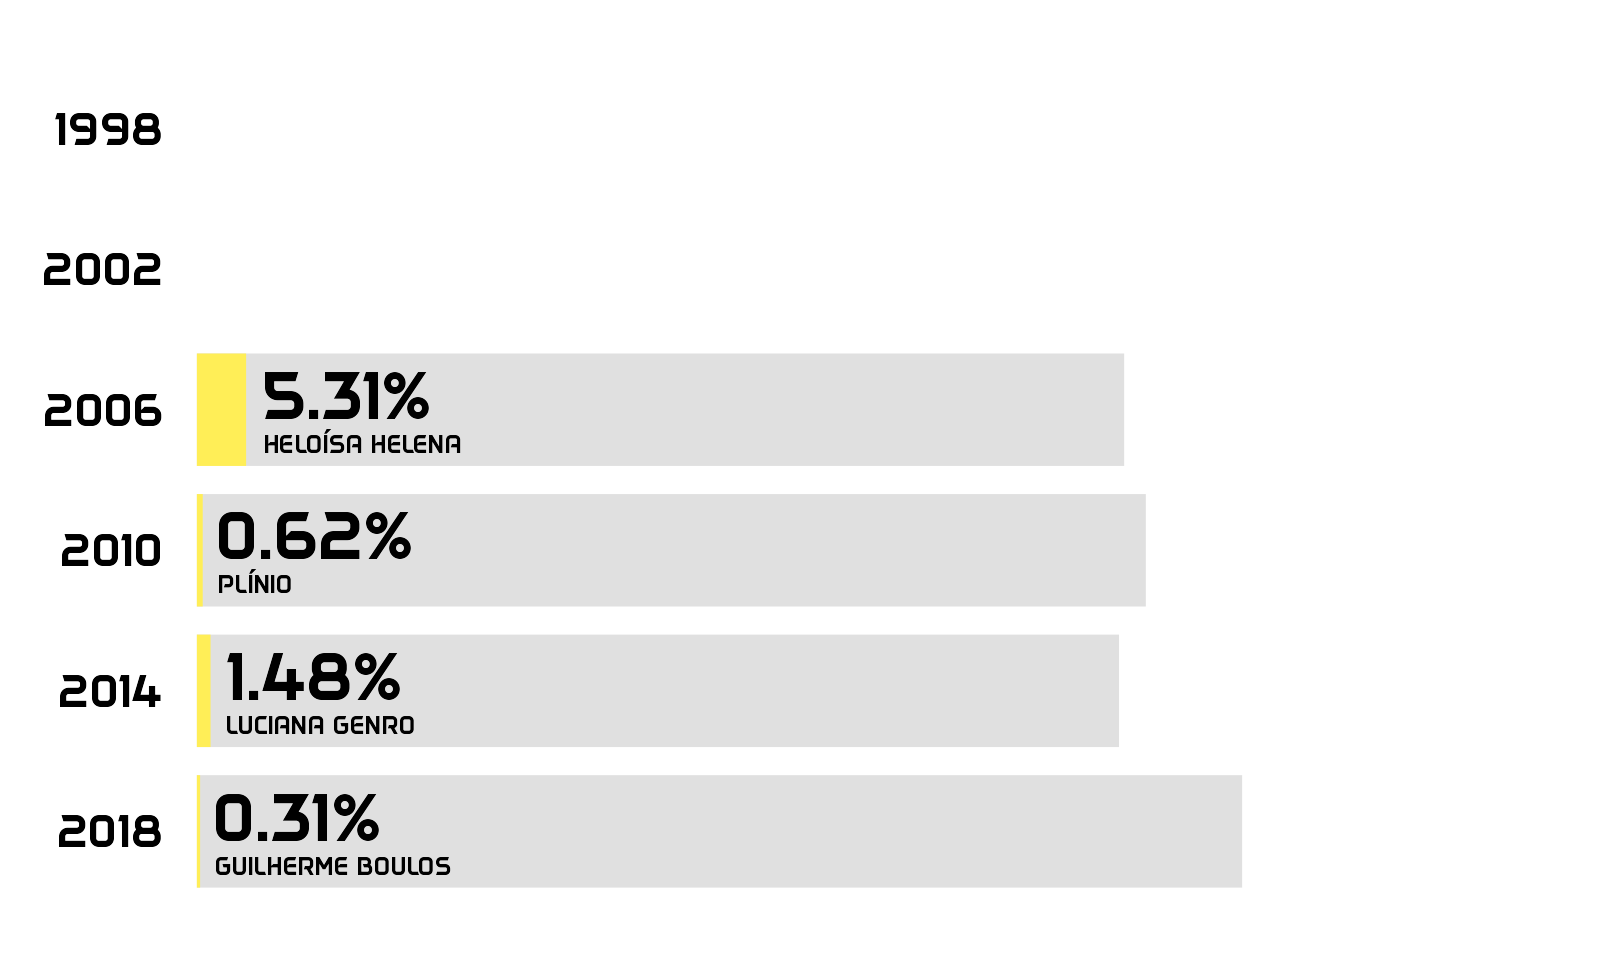 1998
2002
2006
5.31%
HELOÍSA HELENA
2010
0.62%
PLÍNIO
2014
1.48%
LUCIANA GENRO
2018
0.31%
GUILHERME BOULOS